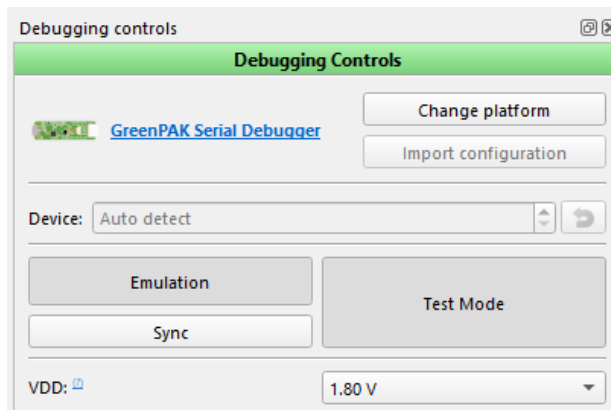 Debugging controls
Debugging Controls
GreenPAK Serial Debugger
Change platform
Import configuration
Device: Auto detect
Emulation
Test Mode
Sync
VDD: 1.80 V